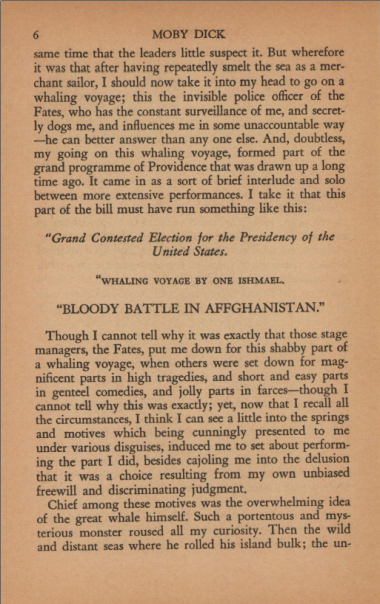 6 MOBY DICK
same time that the leaders little suspect it. But wherefore
it was that after having repeatedly smelt the sea as a mer-
chant sailor, I should now take it into my head to go on a
whaling voyage; this the invisible police officer of the
Fates, who has the constant surveillance of me, and secret-
ly dogs me, and influences me in some unaccountable way
—he can better answer than any one else. And, doubtless,
my going on this whaling voyage, formed part of the
grand programme of Providence that was drawn up a long
time ago. It came in as a sort of brief interlude and solo
between more extensive performances. I take it that this
part of the bill must have run something like this:
"Grand Contested Election for the Presidency of the
United States.
"WHALING VOYAGE BY ONE ISHMAEL.
"BLOODY BATTLE IN AFFGHANISTAN."
Though I cannot tell why it was exactly that those stage
managers, the Fates, put me down for this shabby part of
a whaling voyage, when others were set down for mag-
nificent parts in high tragedies, and short and easy parts
in genteel comedies, and jolly parts in farces—though I
cannot tell why this was exactly; yet, now that I recall all
the circumstances, I think I can see a little into the springs
and motives which being cunningly presented to me
under various disguises, induced me to set about perform-
ing the part I did, besides cajoling me into the delusion
that it was a choice resulting from my own unbiased
freewill and discriminating judgment.
Chief among these motives was the overwhelming idea
of the great whale himself. Such a portentous and mys-
terious monster roused all my curiosity. Then the wild
and distant seas where he rolled his island bulk; the un-